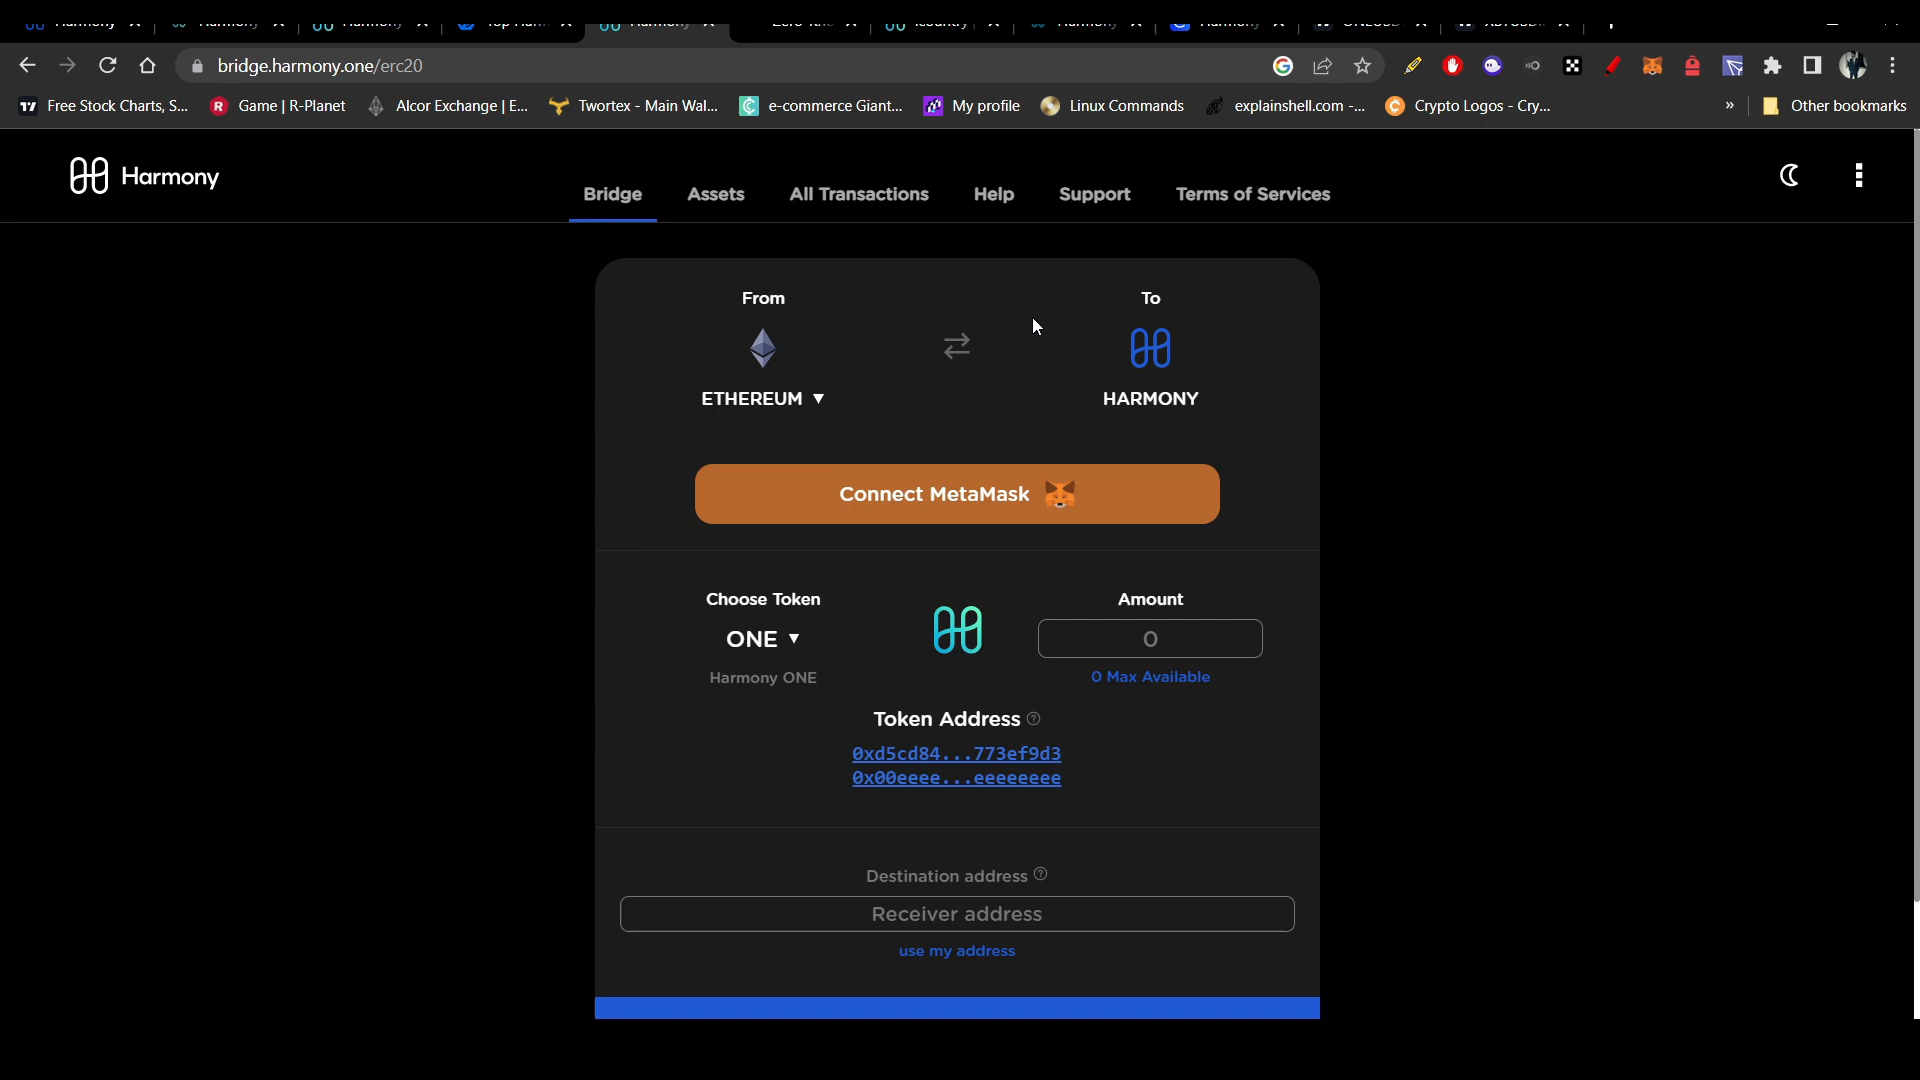 bridge.harmony.one/erc20
Free Stock Charts, S...
Game | R-Planet
Alcor Exchange | E...
Twortex - Main Wal...
e-commerce Giant...
My profile
Linux Commands
explainshell.com -...
Crypto Logos - Cry...
»
Other bookmarks
Harmony
Bridge
Assets
All Transactions
Help
Support
Terms of Services
From
To
ETHEREUM ▼
HARMONY
Connect MetaMask
Choose Token
Amount
ONE ▼
0
Harmony ONE
0 Max Available
Token Address
0xd5cd84...773ef9d3
0x00eeee...eeeeeeee
Destination address
Receiver address
use my address